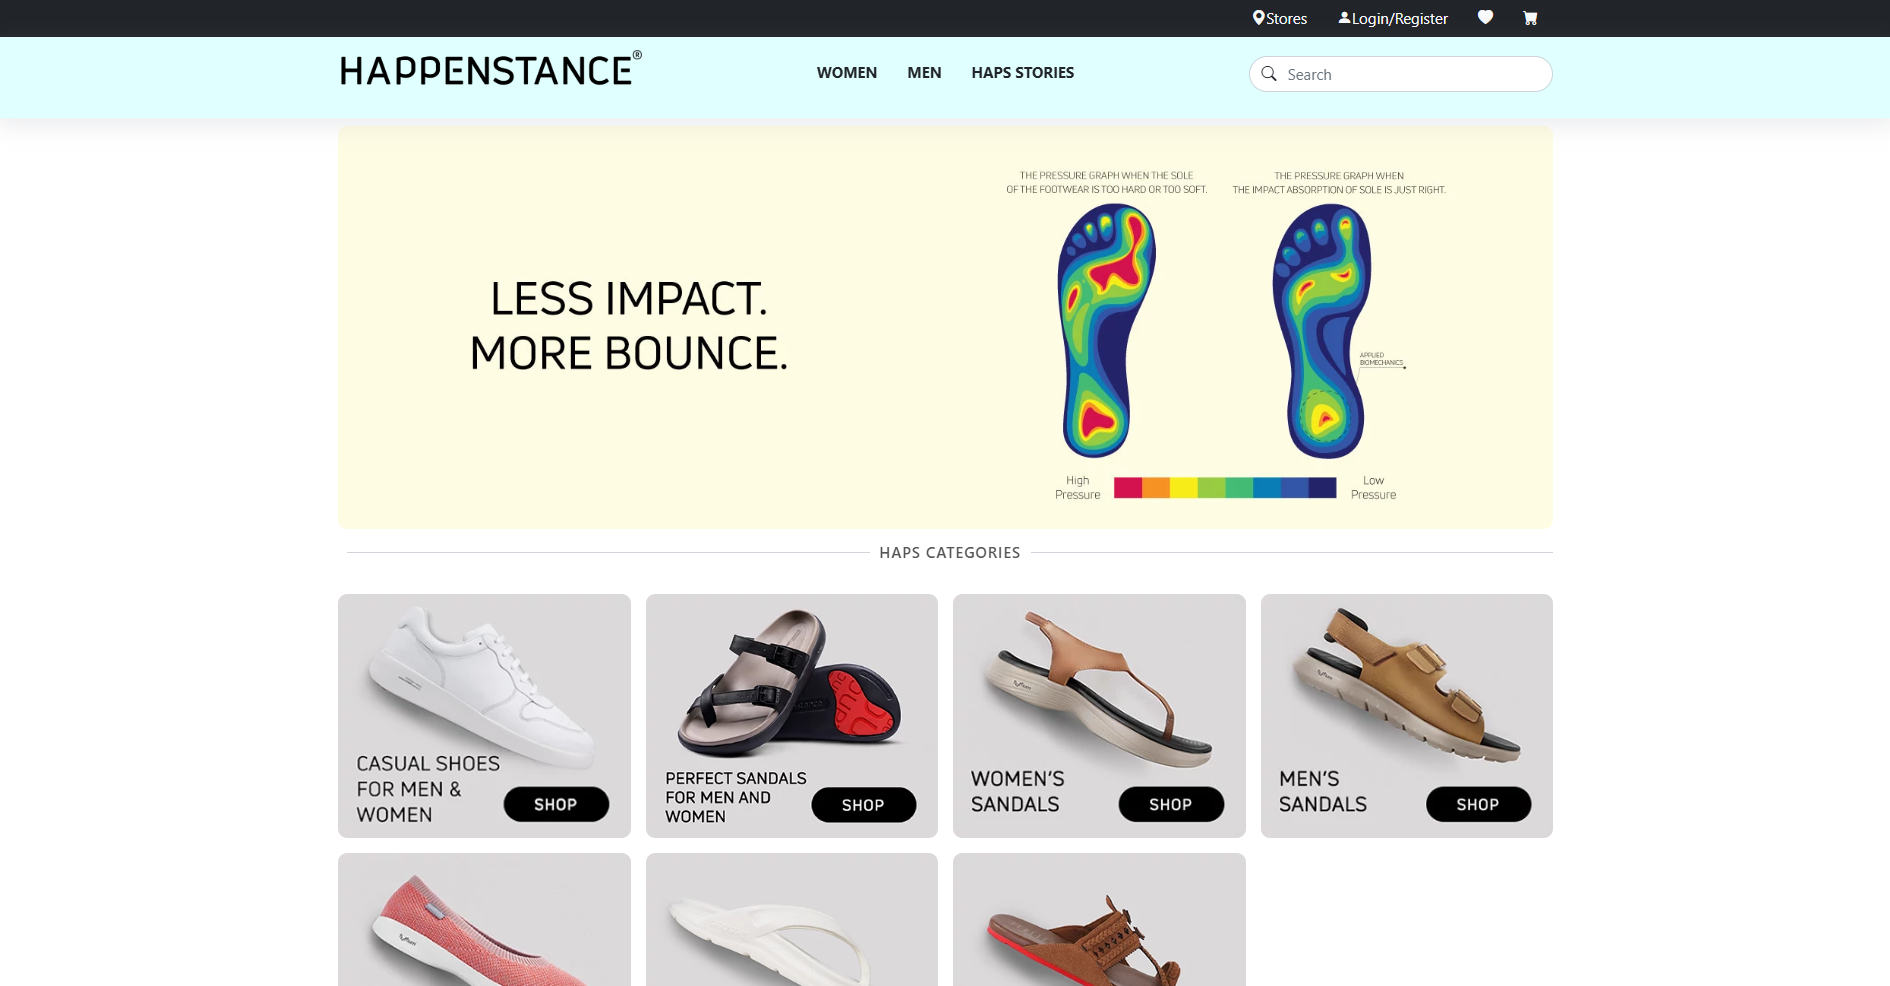 Stores
Login/Register
HAPPENSTANCE®
WOMEN
MEN
HAPS STORIES
Search
THE PRESSURE GRAPH WHEN THE SOLE
OF THE FOOTWEAR IS TOO HARD OR TOO SOFT.
THE PRESSURE GRAPH WHEN
THE IMPACT ABSORPTION OF SOLE IS JUST RIGHT.
LESS IMPACT.
MORE BOUNCE.
APPLIED
BIOMECHANICS
High
Pressure
Low
Pressure
HAPS CATEGORIES
CASUAL SHOES
FOR MEN &
WOMEN
SHOP
PERFECT SANDALS
FOR MEN AND
WOMEN
SHOP
WOMEN'S
SANDALS
SHOP
MEN'S
SANDALS
SHOP